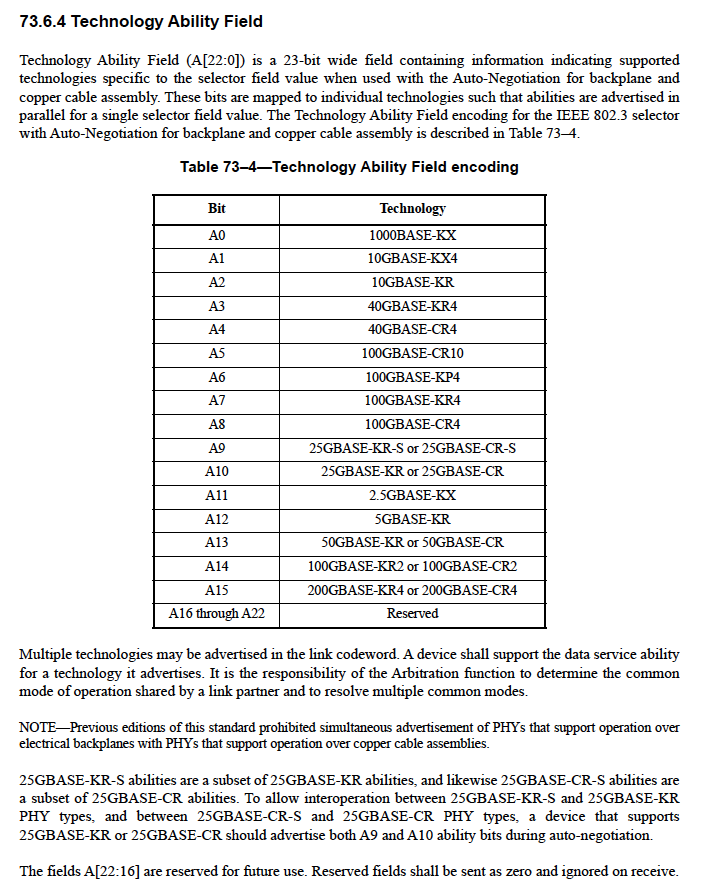 73.6.4 Technology Ability Field
Technology Ability Field (A[22:0]) is a 23-bit wide field containing information indicating supported
technologies specific to the selector field value when used with the Auto-Negotiation for backplane and
copper cable assembly. These bits are mapped to individual technologies such that abilities are advertised in
parallel for a single selector field value. The Technology Ability Field encoding for the IEEE 802.3 selector
with Auto-Negotiation for backplane and copper cable assembly is described in Table 73–4.
Table 73–4—Technology Ability Field encoding
Bit Technology
A0 1000BASE-KX
A1 10GBASE-KX4
A2 10GBASE-KR
A3 40GBASE-KR4
A4 40GBASE-CR4
A5 100GBASE-CR10
A6 100GBASE-KP4
A7 100GBASE-KR4
A8 100GBASE-CR4
A9 25GBASE-KR-S or 25GBASE-CR-S
A10 25GBASE-KR or 25GBASE-CR
A11 2.5GBASE-KX
A12 5GBASE-KR
A13 50GBASE-KR or 50GBASE-CR
A14 100GBASE-KR2 or 100GBASE-CR2
A15 200GBASE-KR4 or 200GBASE-CR4
A16 through A22 Reserved
Multiple technologies may be advertised in the link codeword. A device shall support the data service ability
for a technology it advertises. It is the responsibility of the Arbitration function to determine the common
mode of operation shared by a link partner and to resolve multiple common modes.
NOTE—Previous editions of this standard prohibited simultaneous advertisement of PHYs that support operation over
electrical backplanes with PHYs that support operation over copper cable assemblies.
25GBASE-KR-S abilities are a subset of 25GBASE-KR abilities, and likewise 25GBASE-CR-S abilities are
a subset of 25GBASE-CR abilities. To allow interoperation between 25GBASE-KR-S and 25GBASE-KR
PHY types, and between 25GBASE-CR-S and 25GBASE-CR PHY types, a device that supports
25GBASE-KR or 25GBASE-CR should advertise both A9 and A10 ability bits during auto-negotiation.
The fields A[22:16] are reserved for future use. Reserved fields shall be sent as zero and ignored on receive.